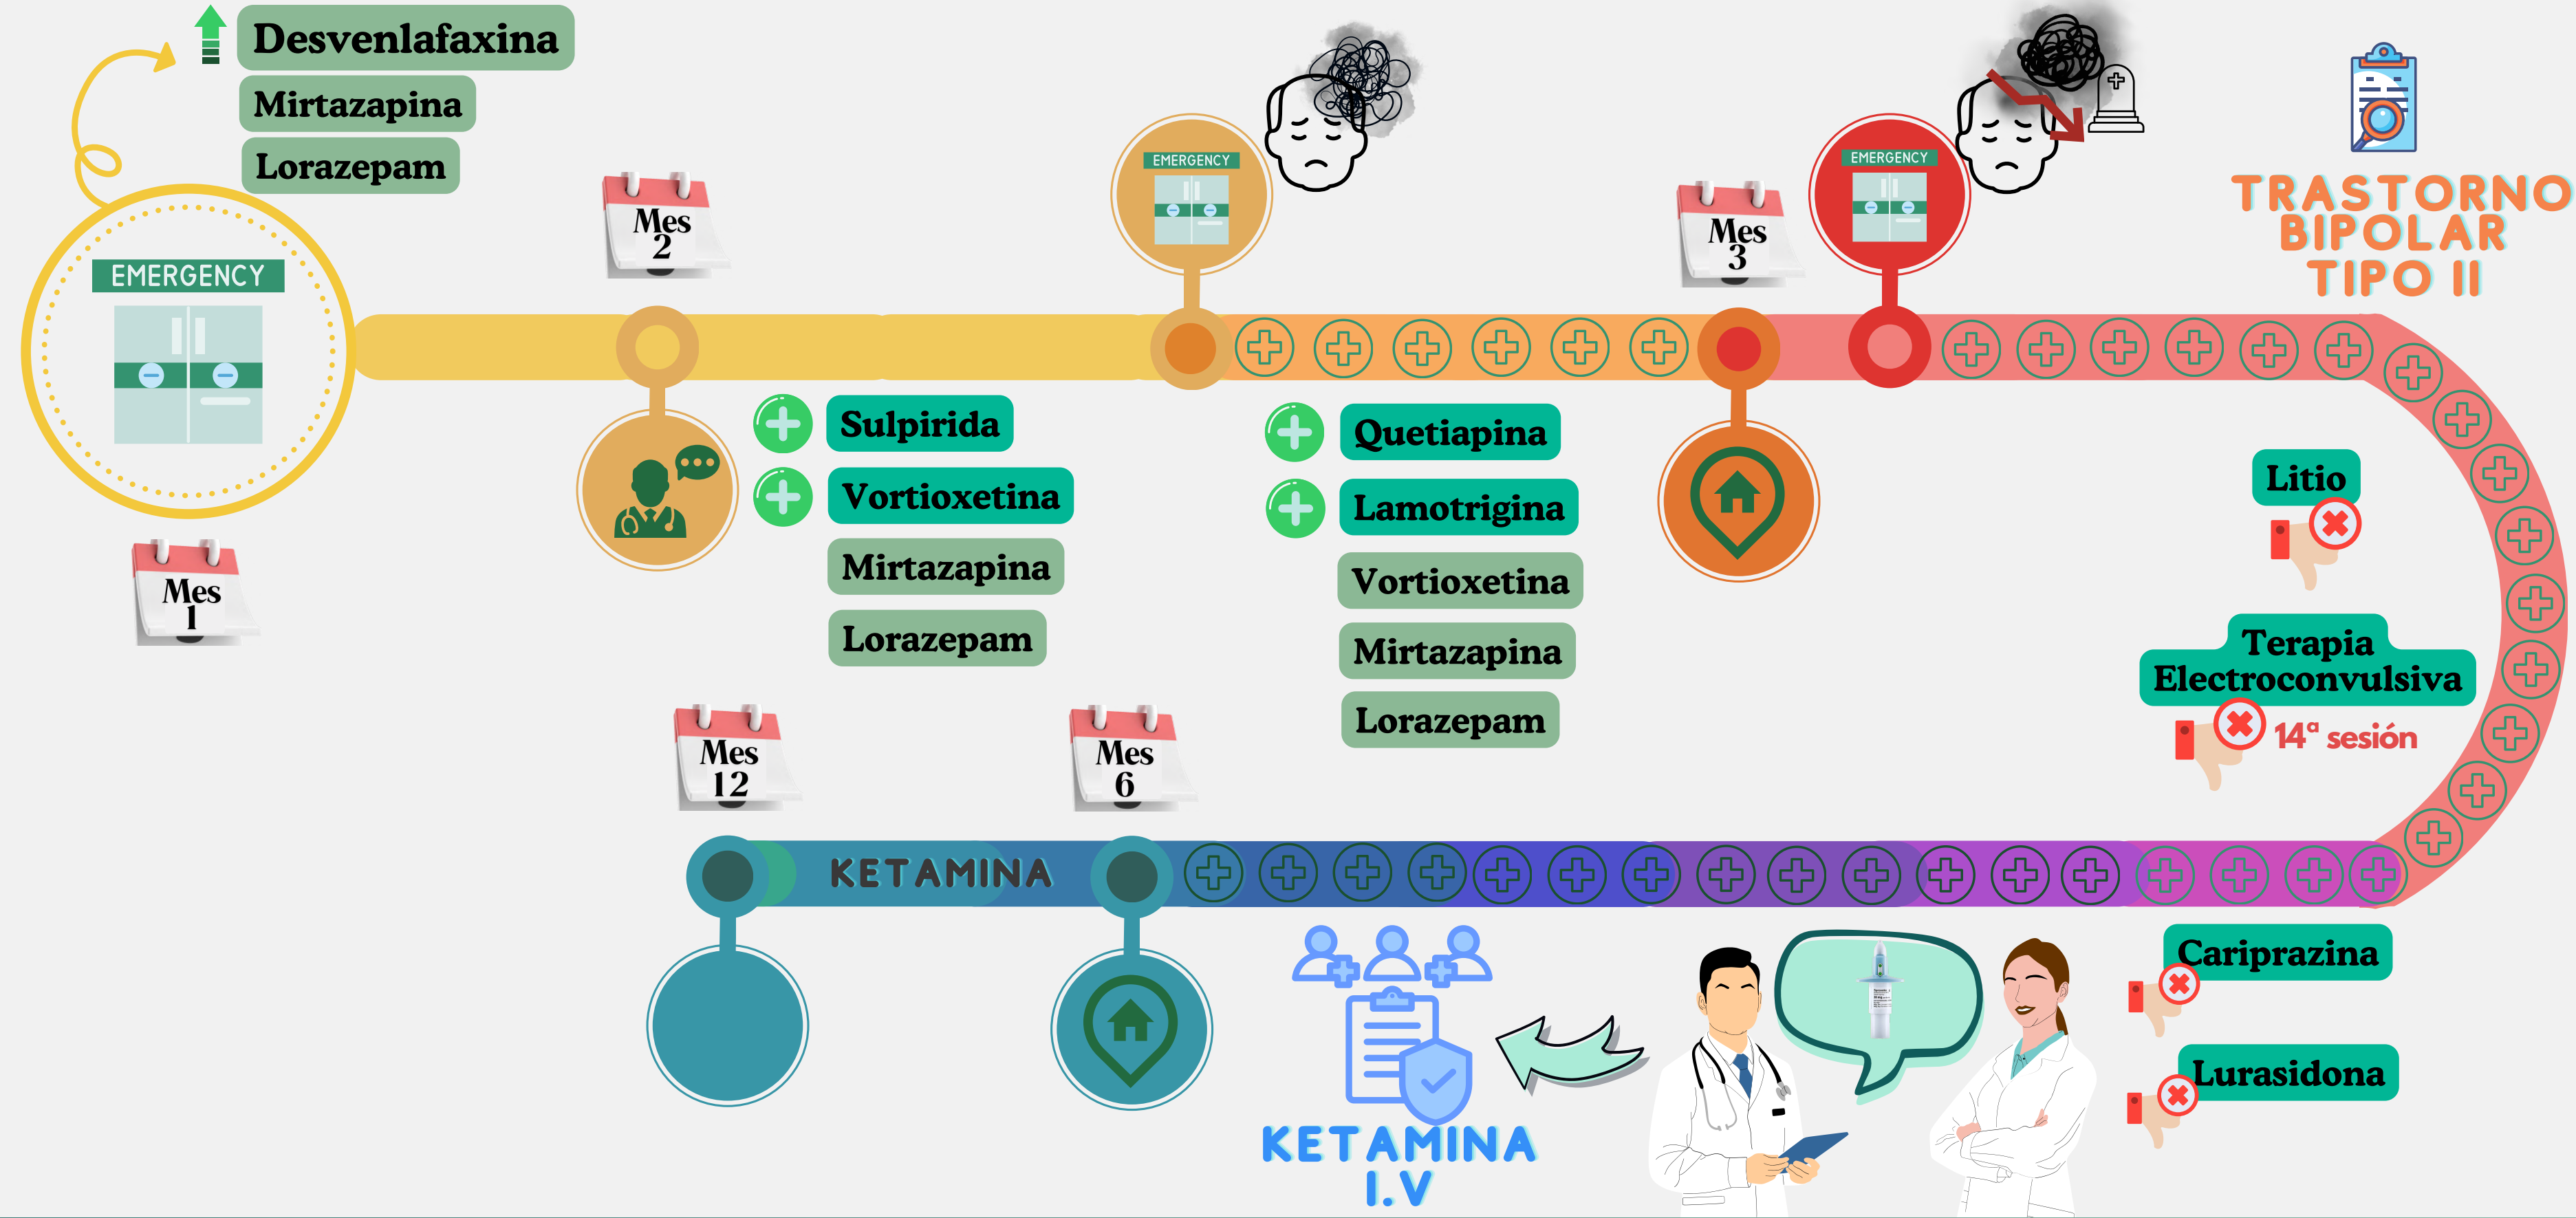 Desvenlafaxina
Mirtazapina
Lorazepam
EMERGENCY
Mes
1
Mes
2
Sulpirida
Vortioxetina
Mirtazapina
Lorazepam
EMERGENCY
Quetiapina
Lamotrigina
Vortioxetina
Mirtazapina
Lorazepam
Mes
3
EMERGENCY
TRASTORNO
BIPOLAR
TIPO II
Litio
Terapia
Electroconvulsiva
14ª sesión
Cariprazina
Lurasidona
KETAMINA
I.V
Mes
6
KETAMINA
Mes
12